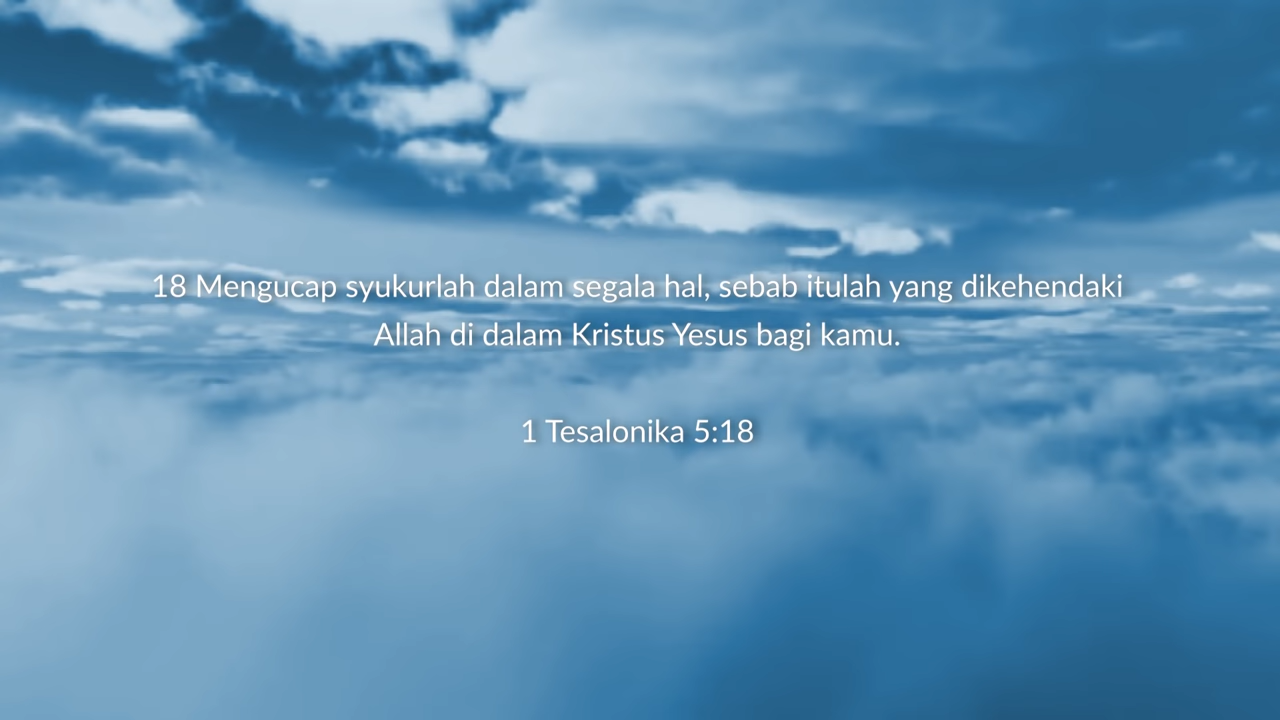 18 Mengucap syukurlah dalam segala hal, sebab itulah yang dikehendaki
Allah di dalam Kristus Yesus bagi kamu.
1 Tesalonika 5:18